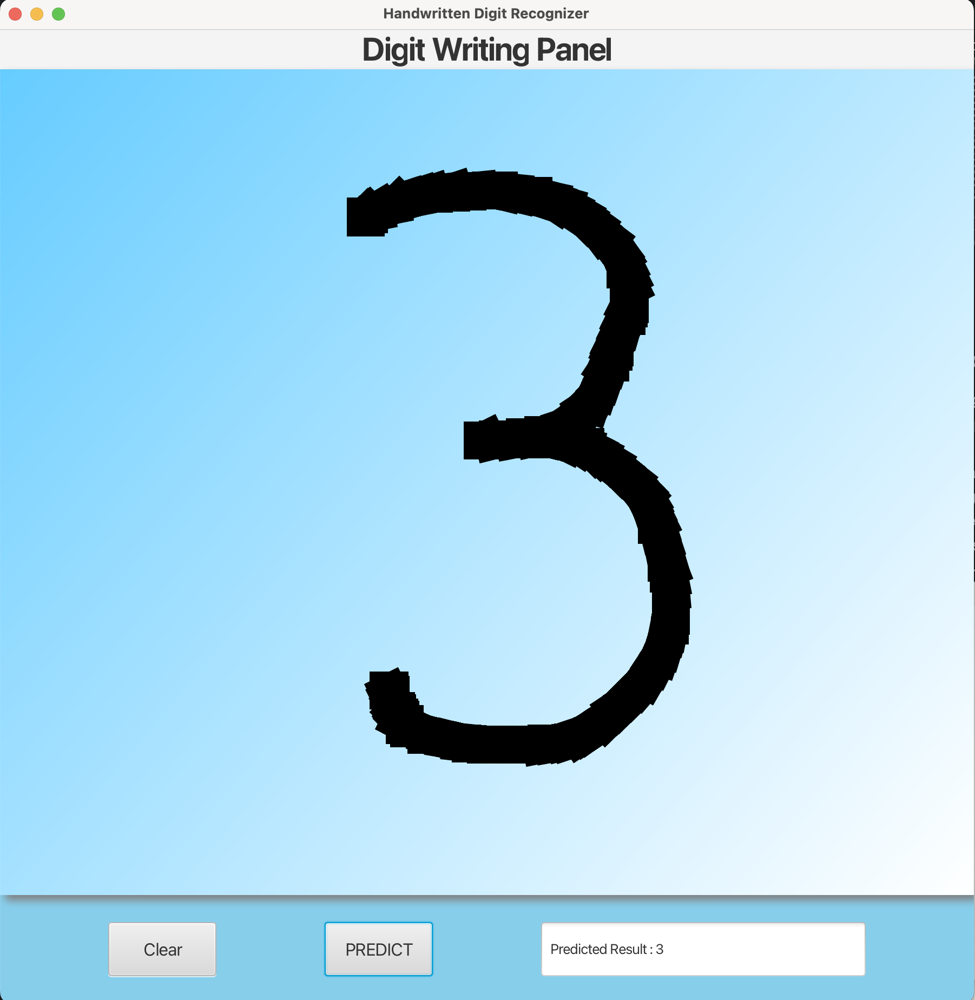 Handwritten Digit Recognizer
Digit Writing Panel
3
Clear
PREDICT
Predicted Result : 3